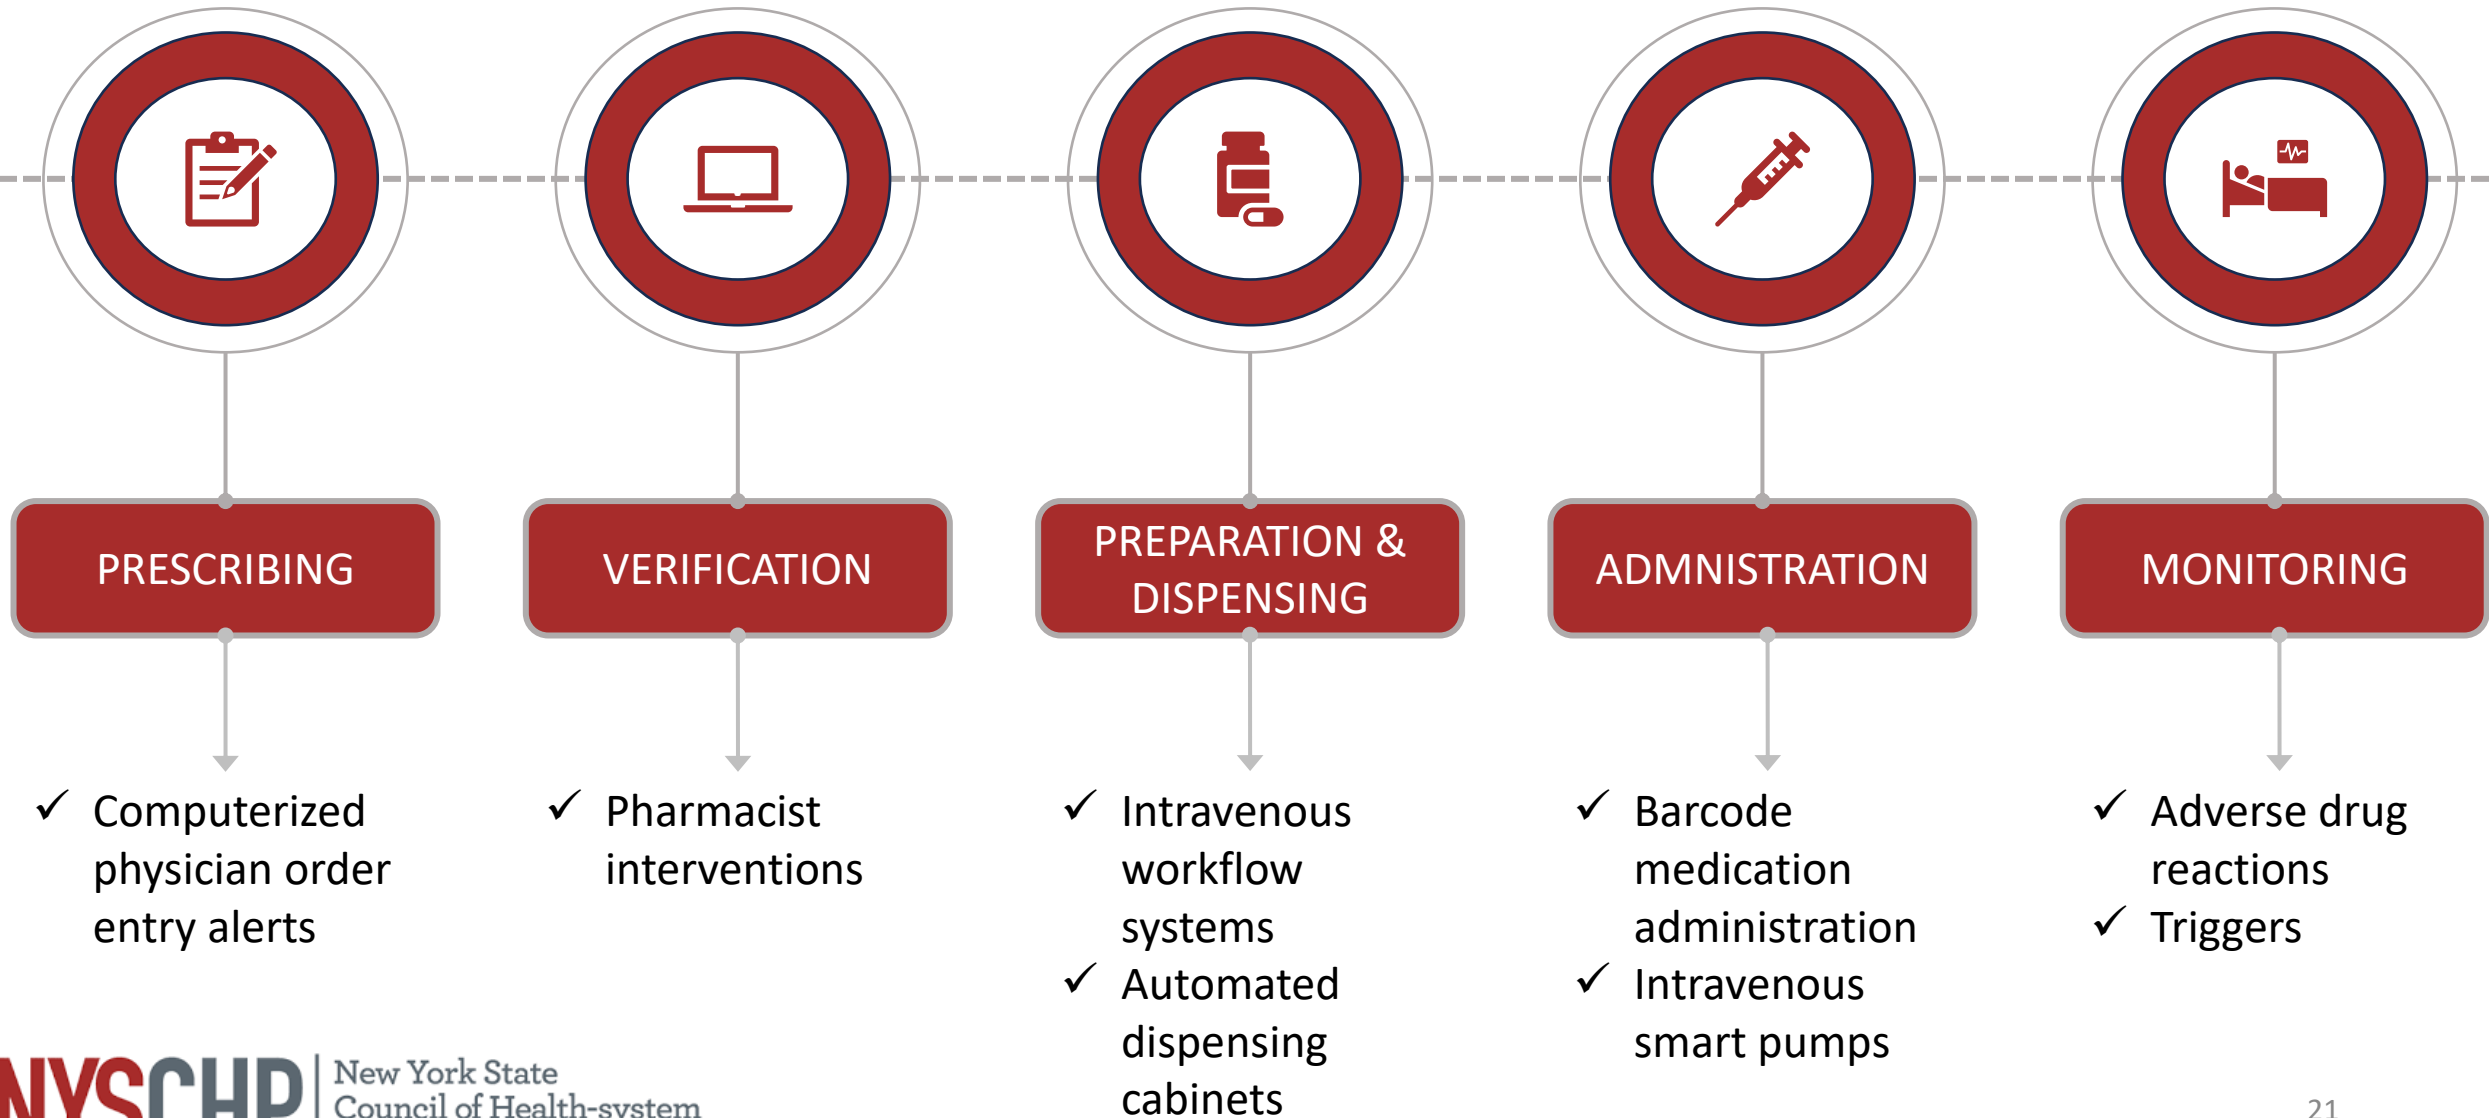 PRESCRIBING
VERIFICATION
PREPARATION &
DISPENSING
ADMNISTRATION
MONITORING
✓ Computerized
physician order
entry alerts
✓ Pharmacist
interventions
✓ Intravenous
workflow
systems
✓ Automated
dispensing
cabinets
✓ Barcode
medication
administration
✓ Intravenous
smart pumps
✓ Adverse drug
reactions
✓ Triggers
NYSCHP
New York State
Council of Health-system
21